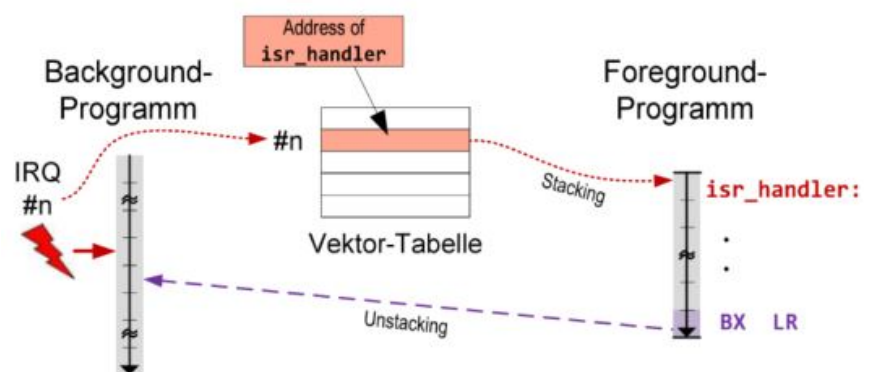 Address of
isr_handler
Background-
Programm
Foreground-
Programm
IRQ
#n
#n
Stacking
isr_handler:
.
.
Vektor-Tabelle
Unstacking
BX LR